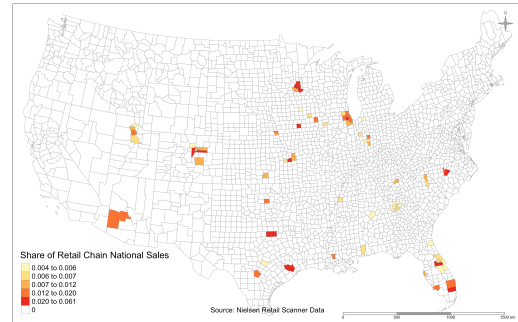 N
Share of Retail Chain National Sales
0.004 to 0.006
0.006 to 0.007
0.007 to 0.012
0.012 to 0.020
0.020 to 0.061
0
Source: Nielsen Retail Scanner Data
0 500 1000 1500 km